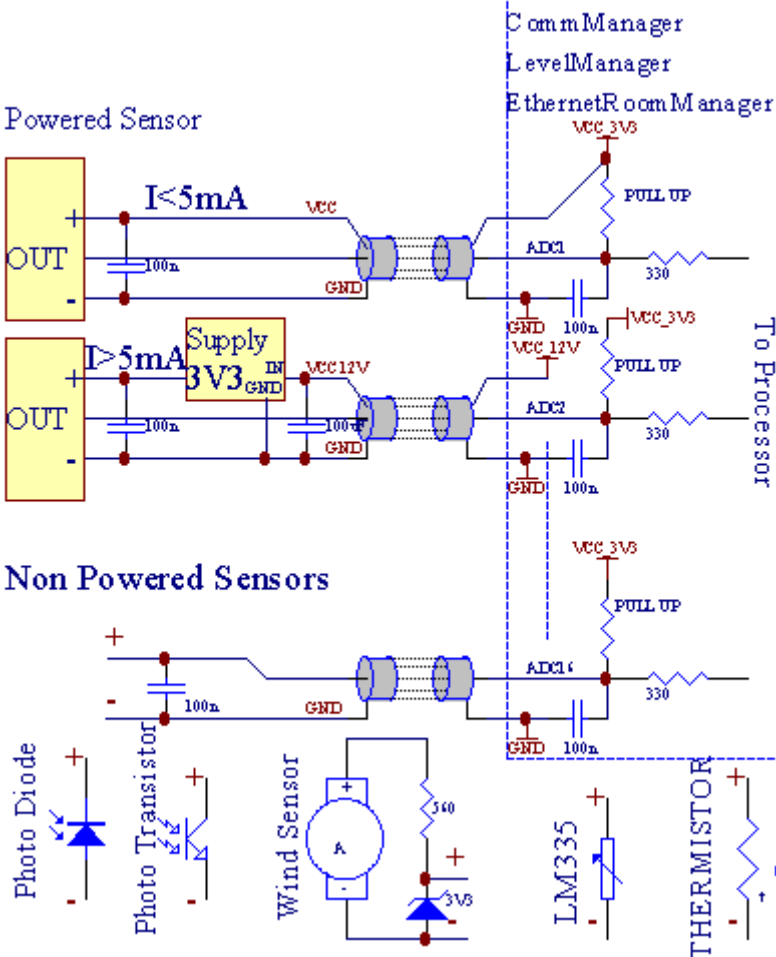 CommManager
LevelManager
EthernetRoomManager
Powered Sensor
VCC_3V3
+
I<5mA
VCC
PULL UP
OUT
100n
ADC1
330
-
GND
GND
100n
VCC_3V3
I>5mA
Supply
3V3
IN
GND
VCC12V
VCC_12V
PULL UP
+
OUT
100n
100n
ADC2
330
-
GND
GND
100n
To Processor
Non Powered Sensors
VCC_3V3
PULL UP
+
ADC16
330
-
100n
GND
GND
100n
Photo Diode
+
-
Photo Transistor
+
-
Wind Sensor
+
A
-
560
+
3V3
-
LM335
+
-
THERMISTOR
+
-
t